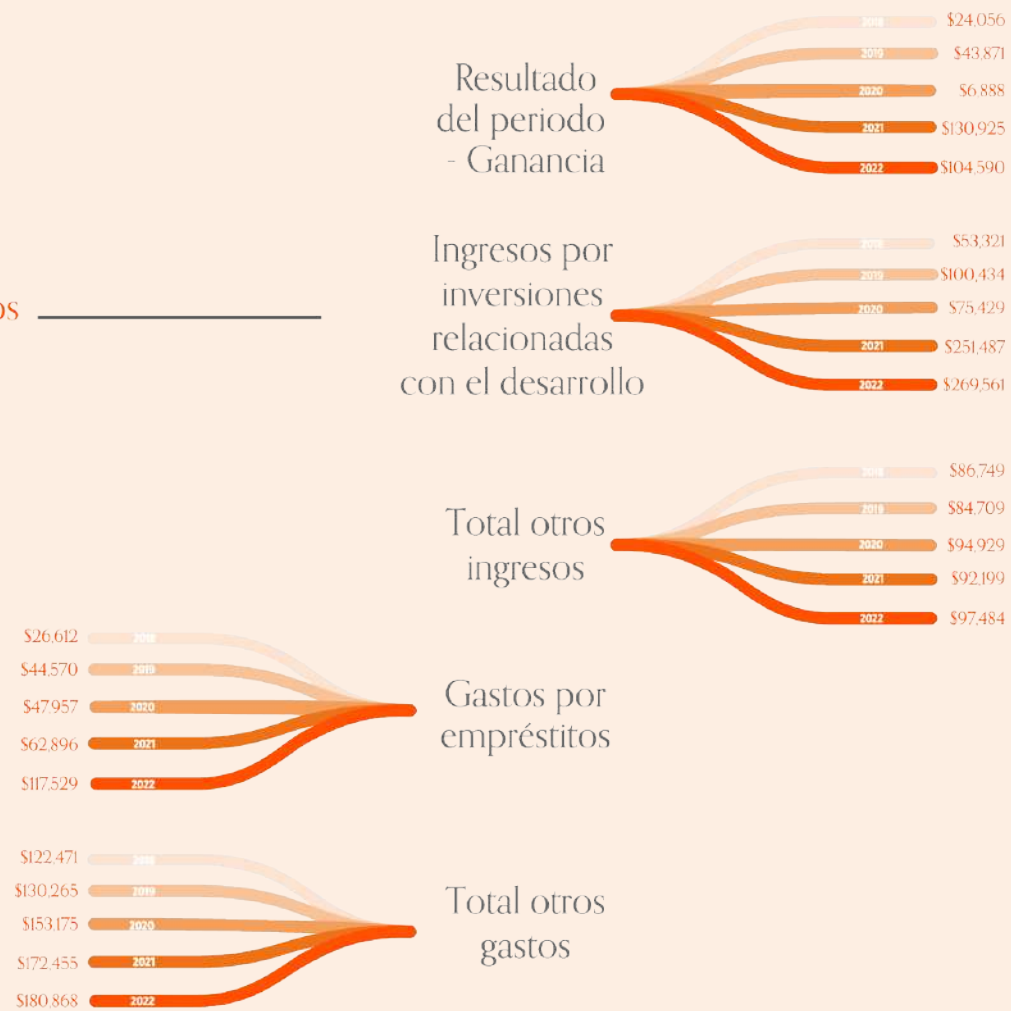 2018 $24,056
2019 $43,871
Resultado
del periodo
- Ganancia
2020 $6,888
2021 $130,925
2022 $104,590
OS
Ingresos por
inversiones
relacionadas
con el desarrollo
2018 $53,321
2019 $100,434
2020 $75,429
2021 $251,487
2022 $269,561
Total otros
ingresos
2018 $86,749
2019 $84,709
2020 $94,929
2021 $92,199
2022 $97,484
$26,612 2018
$44,570 2019
$47,957 2020
$62,896 2021
$117,529 2022
Gastos por
empréstitos
$122,471 2018
$130,265 2019
$153,175 2020
$172,455 2021
$180,868 2022
Total otros
gastos